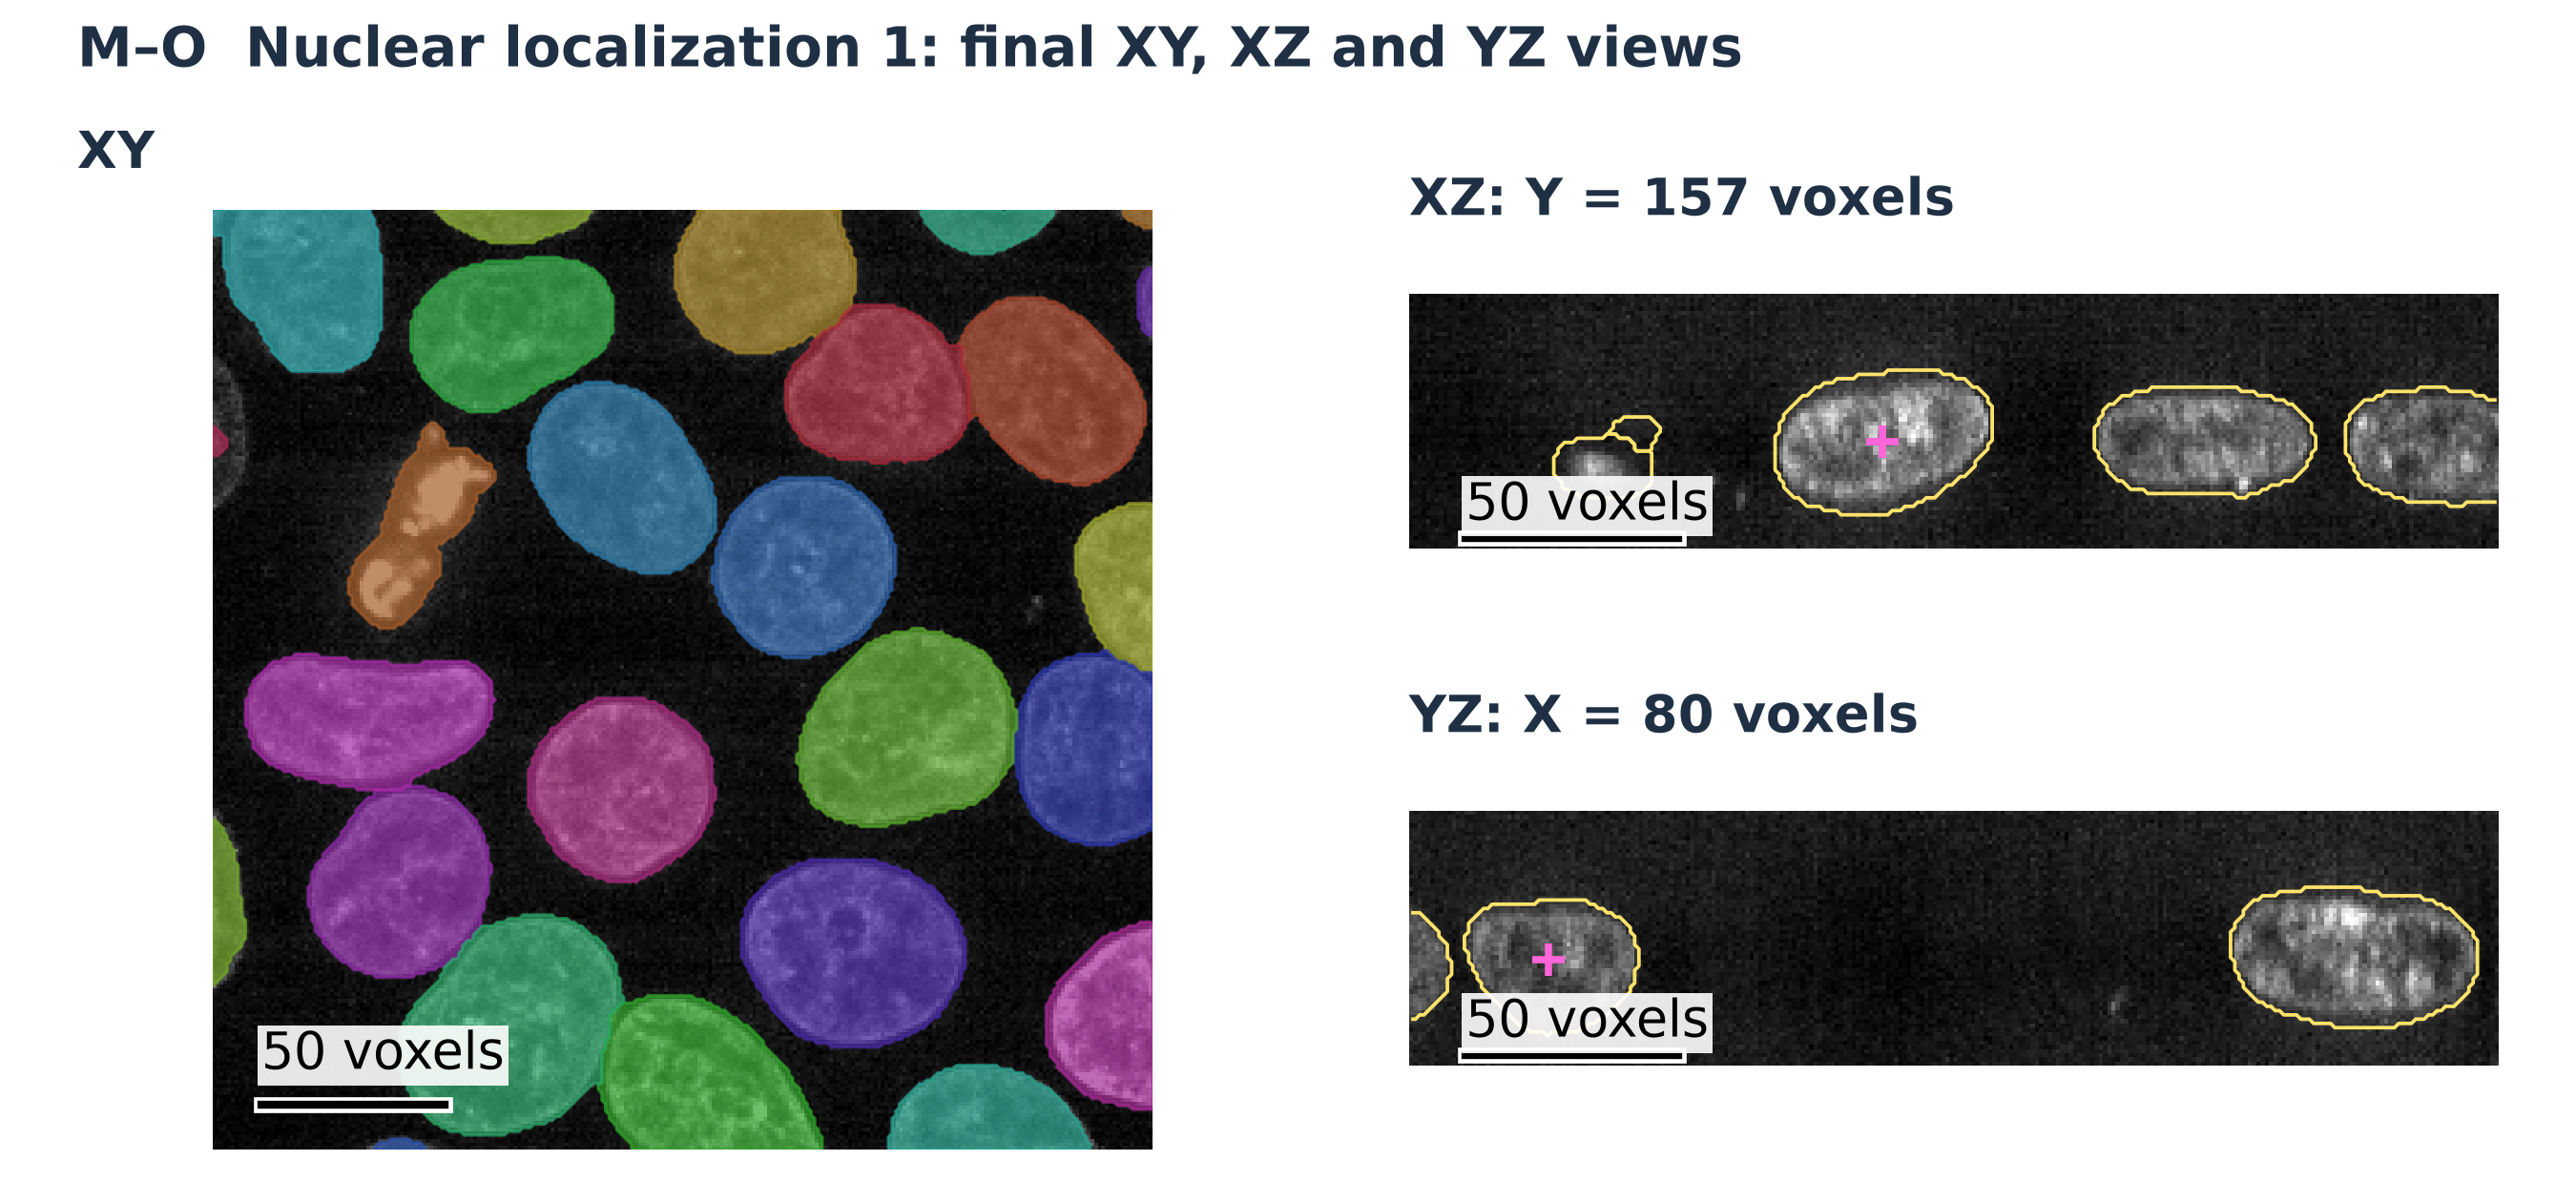 M–O  Nuclear localization 1: final XY, XZ and YZ views
XY
XZ: Y = 157 voxels
50 voxels
YZ: X = 80 voxels
50 voxels
50 voxels